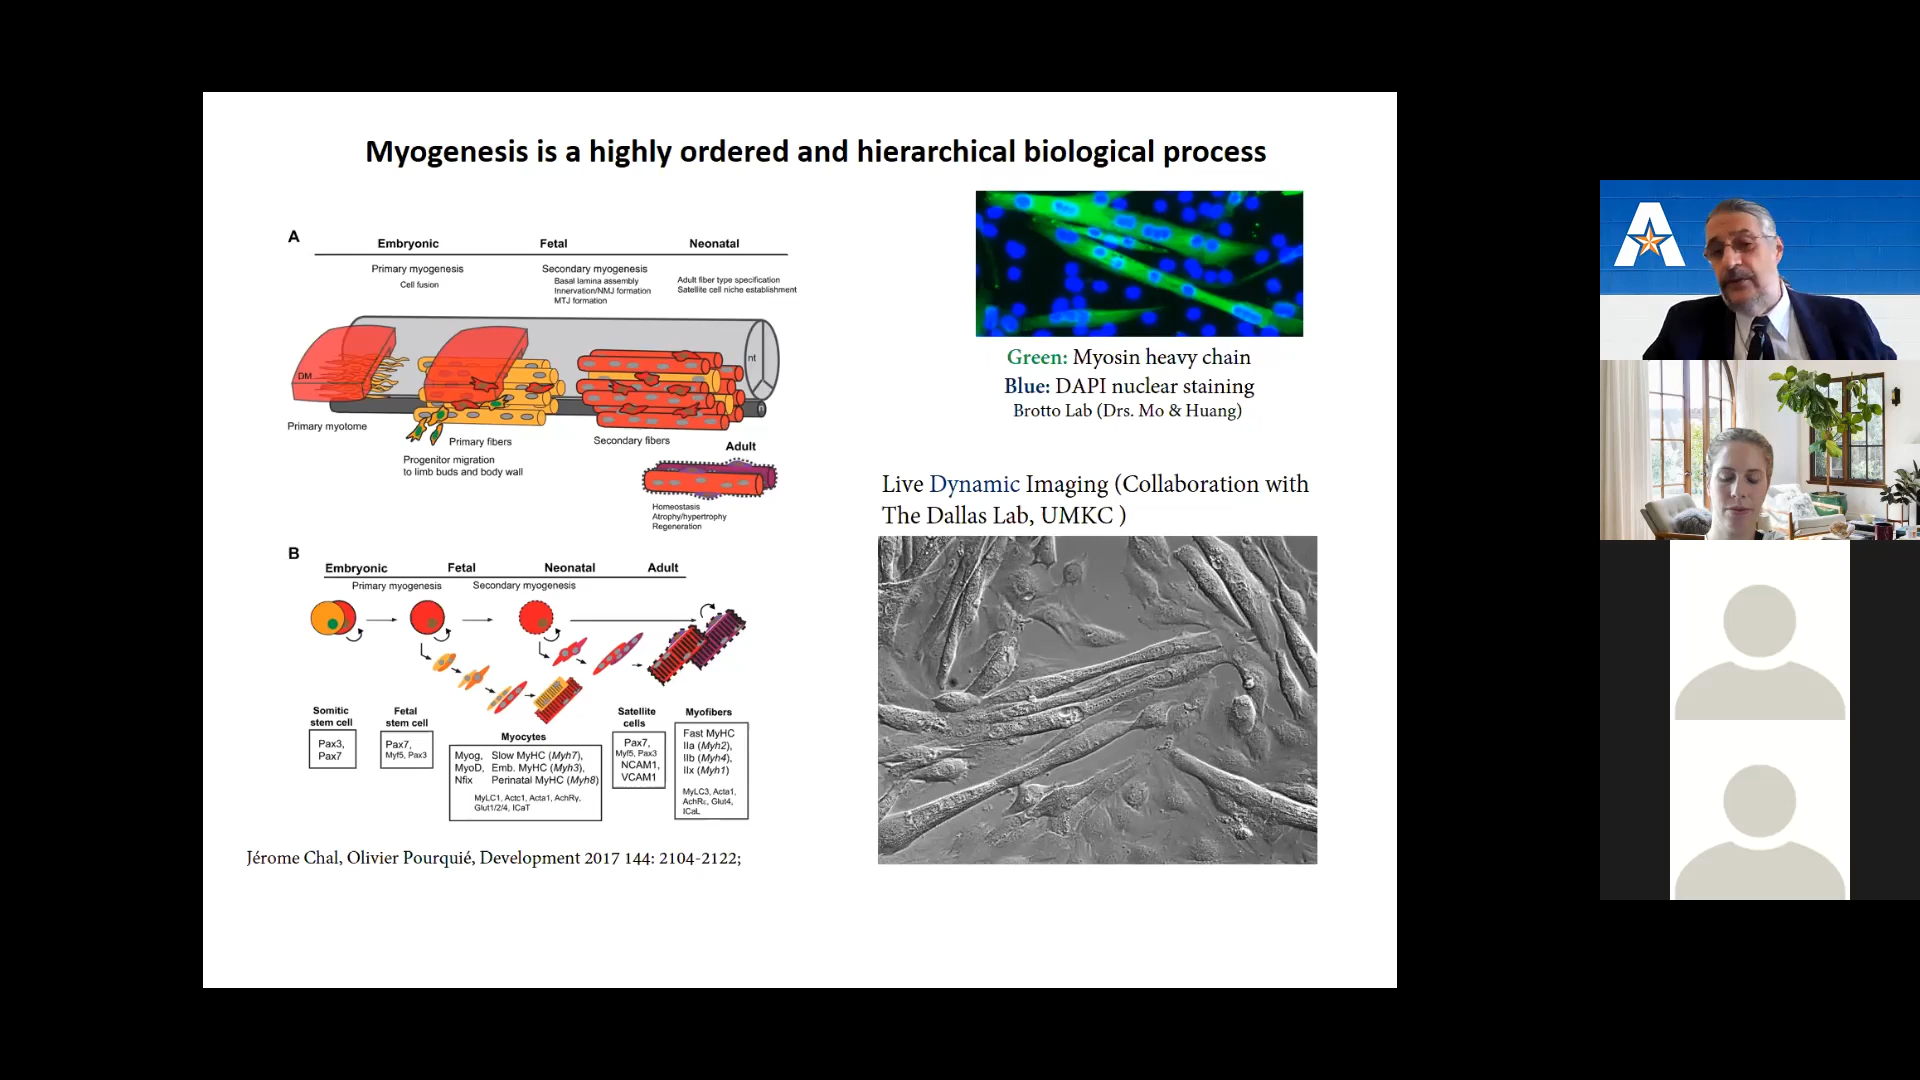 Myogenesis is a highly ordered and hierarchical biological process
A
Embryonic Fetal Neonatal
Primary myogenesis
Cell fusion
Secondary myogenesis
Basal lamina assembly
Innervation/NMJ formation
MTJ formation
Adult fiber type specification
Satellite cell niche establishment
nt
DM
Primary myotome
Primary fibers
Secondary fibers
Progenitor migration
to limb buds and body wall
Adult
Homeostasis
Atrophy/hypertrophy
Regeneration
B
Embryonic Fetal Neonatal Adult
Primary myogenesis Secondary myogenesis
Somitic
stem cell
Pax3,
Pax7
Fetal
stem cell
Pax7,
Myf5, Pax3
Myocytes
Myog, Slow MyHC (Myh7),
MyoD, Emb. MyHC (Myh3),
Nfix Perinatal MyHC (Myh8)
MyLC1, Actc1, Acta1, AchRγ,
Glut1/2/4, ICaT
Satellite
cells
Pax7,
Myf5, Pax3
NCAM1,
VCAM1
Myofibers
Fast MyHC
IIa (Myh2),
IIb (Myh4),
IIx (Myh1)
MyLC3, Acta1,
AchRε, Glut4,
ICaL
Jérome Chal, Olivier Pourquié, Development 2017 144: 2104-2122;
Green: Myosin heavy chain
Blue: DAPI nuclear staining
Brotto Lab (Drs. Mo & Huang)
Live Dynamic Imaging (Collaboration with
The Dallas Lab, UMKC )
A